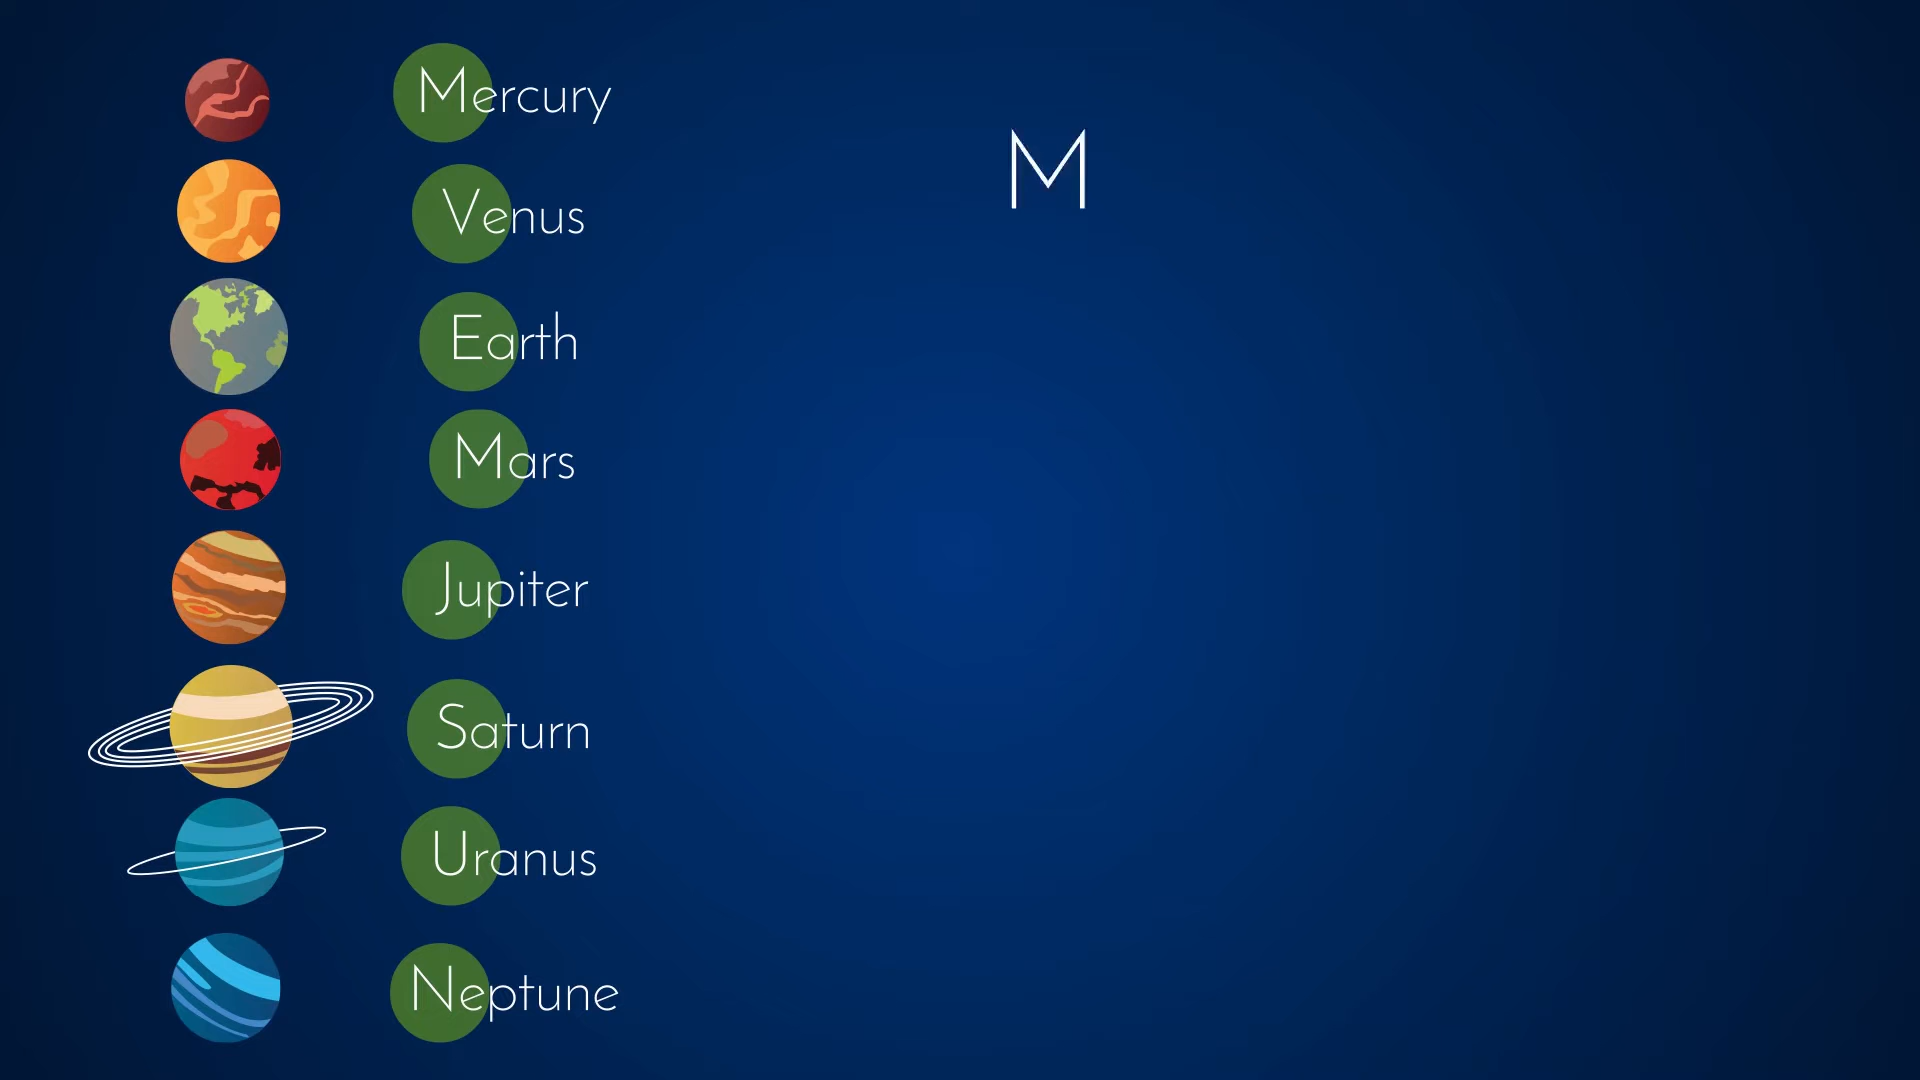 Mercury
M
Venus
Earth
Mars
Jupiter
Saturn
Uranus
Neptune